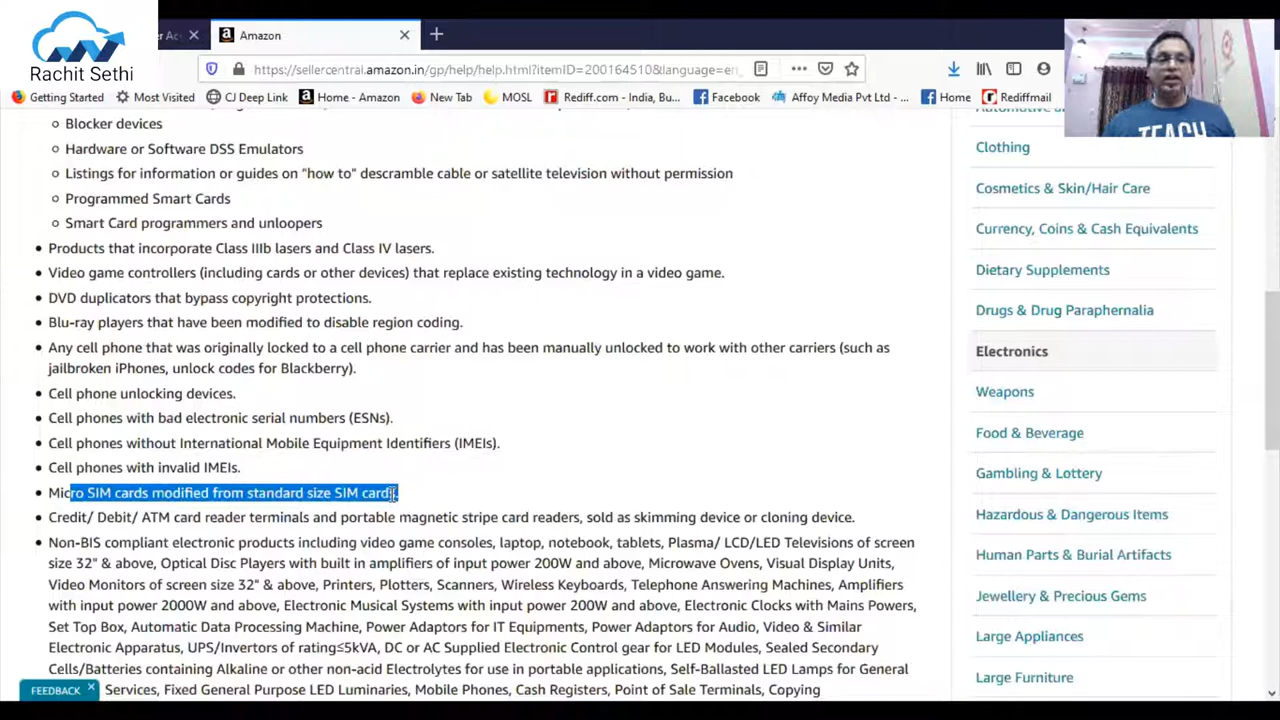 Rachit Sethi
r Ac
Amazon
https://sellercentral.amazon.in/gp/help/help.html?itemID=200164510&language=en_
Getting Started
Most Visited
CJ Deep Link
Home - Amazon
New Tab
MOSL
Rediff.com - India, Bu...
Facebook
Affoy Media Pvt Ltd - ...
Home
Rediffmail
TEACH
Blocker devices
Hardware or Software DSS Emulators
Listings for information or guides on "how to" descramble cable or satellite television without permission
Programmed Smart Cards
Smart Card programmers and unloopers
Products that incorporate Class IIIb lasers and Class IV lasers.
Video game controllers (including cards or other devices) that replace existing technology in a video game.
DVD duplicators that bypass copyright protections.
Blu-ray players that have been modified to disable region coding.
Any cell phone that was originally locked to a cell phone carrier and has been manually unlocked to work with other carriers (such as
jailbroken iPhones, unlock codes for Blackberry).
Cell phone unlocking devices.
Cell phones with bad electronic serial numbers (ESNs).
Cell phones without International Mobile Equipment Identifiers (IMEIs).
Cell phones with invalid IMEIs.
Micro SIM cards modified from standard size SIM cards.
Credit/ Debit/ ATM card reader terminals and portable magnetic stripe card readers, sold as skimming device or cloning device.
Non-BIS compliant electronic products including video game consoles, laptop, notebook, tablets, Plasma/ LCD/LED Televisions of screen
size 32" & above, Optical Disc Players with built in amplifiers of input power 200W and above, Microwave Ovens, Visual Display Units,
Video Monitors of screen size 32" & above, Printers, Plotters, Scanners, Wireless Keyboards, Telephone Answering Machines, Amplifiers
with input power 2000W and above, Electronic Musical Systems with input power 200W and above, Electronic Clocks with Mains Powers,
Set Top Box, Automatic Data Processing Machine, Power Adaptors for IT Equipments, Power Adaptors for Audio, Video & Similar
Electronic Apparatus, UPS/Invertors of rating≤5kVA, DC or AC Supplied Electronic Control gear for LED Modules, Sealed Secondary
Cells/Batteries containing Alkaline or other non-acid Electrolytes for use in portable applications, Self-Ballasted LED Lamps for General
Services, Fixed General Purpose LED Luminaries, Mobile Phones, Cash Registers, Point of Sale Terminals, Copying
FEEDBACK
Clothing
Cosmetics & Skin/Hair Care
Currency, Coins & Cash Equivalents
Dietary Supplements
Drugs & Drug Paraphernalia
Electronics
Weapons
Food & Beverage
Gambling & Lottery
Hazardous & Dangerous Items
Human Parts & Burial Artifacts
Jewellery & Precious Gems
Large Appliances
Large Furniture